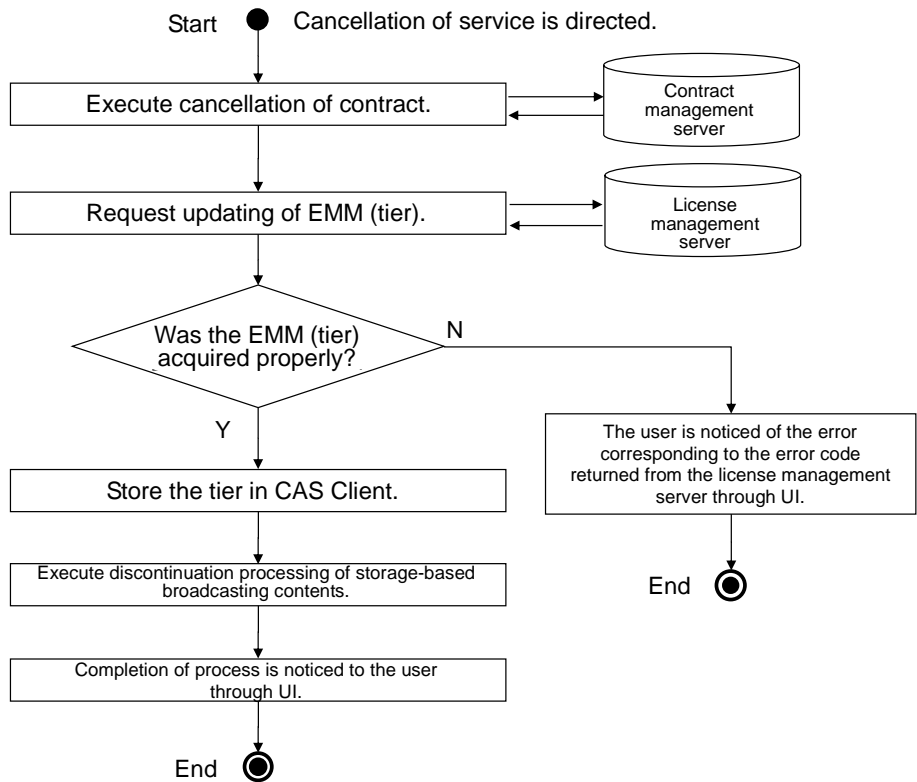 Start
Cancellation of service is directed.
Execute cancellation of contract.
Contract
management
server
Request updating of EMM (tier).
License
management
server
Was the EMM (tier)
acquired properly?
N
Y
The user is noticed of the error
corresponding to the error code
returned from the license management
server through UI.
Store the tier in CAS Client.
Execute discontinuation processing of storage-based
broadcasting contents.
End
Completion of process is noticed to the user
through UI.
End